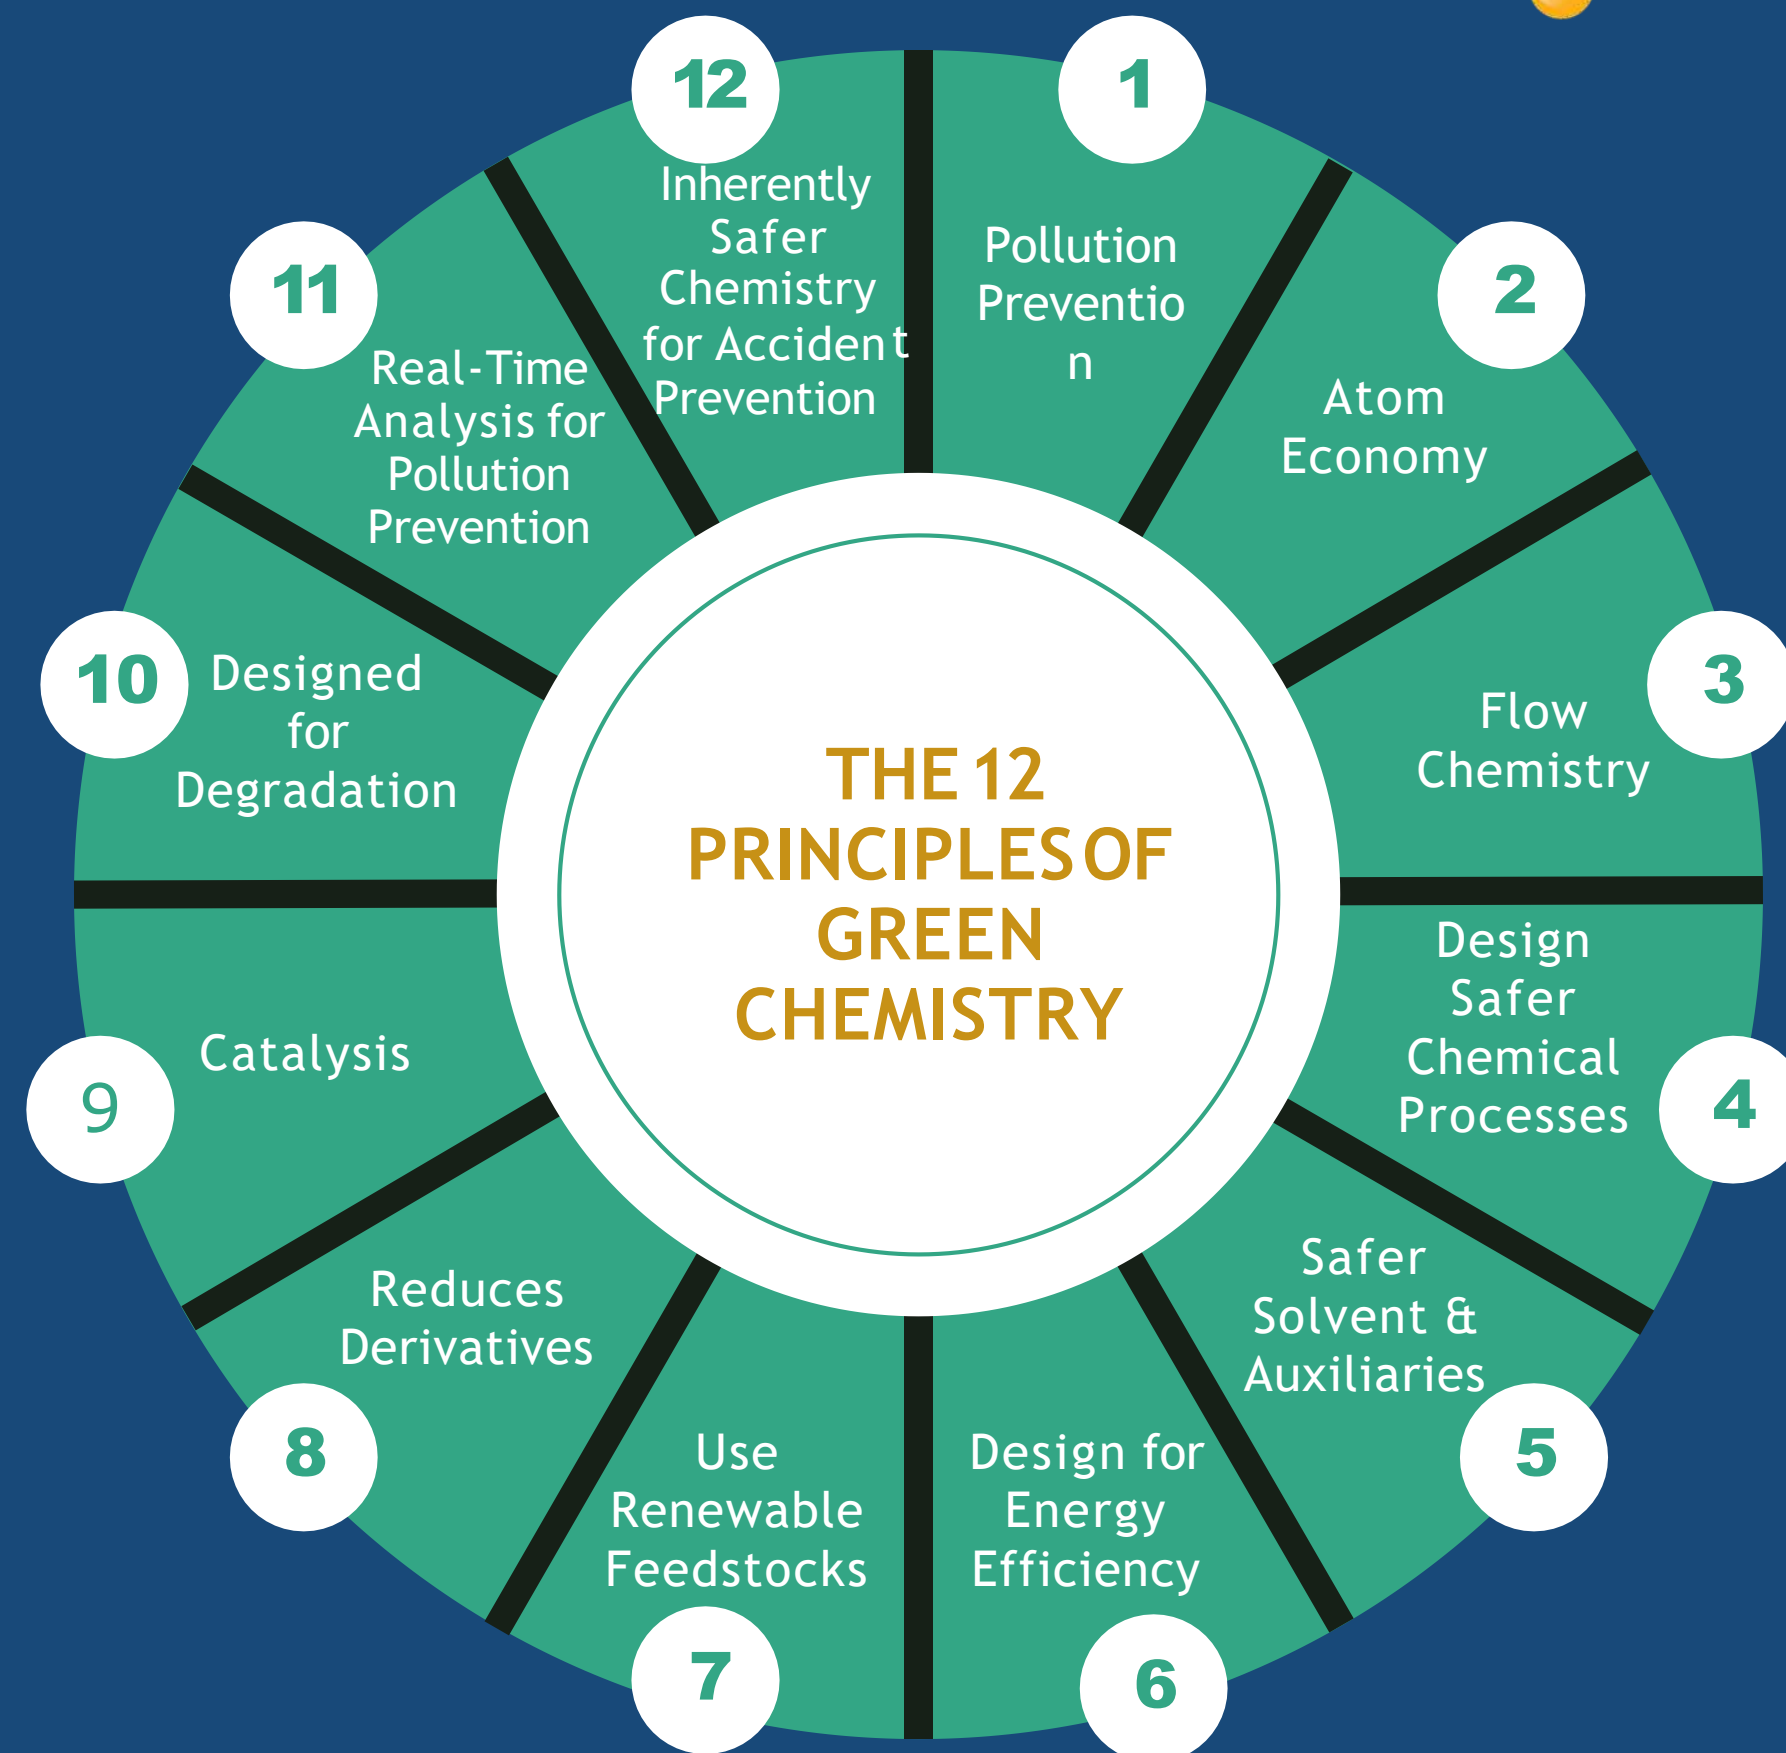 THE 12
PRINCIPLES OF
GREEN
CHEMISTRY
1
Pollution
Preventio
n
2
Atom
Economy
3
Flow
Chemistry
4
Design
Safer
Chemical
Processes
5
Safer
Solvent &
Auxiliaries
6
Design for
Energy
Efficiency
7
Use
Renewable
Feedstocks
8
Reduces
Derivatives
9
Catalysis
10
Designed
for
Degradation
11
Real-Time
Analysis for
Pollution
Prevention
12
Inherently
Safer
Chemistry
for Accident
Prevention